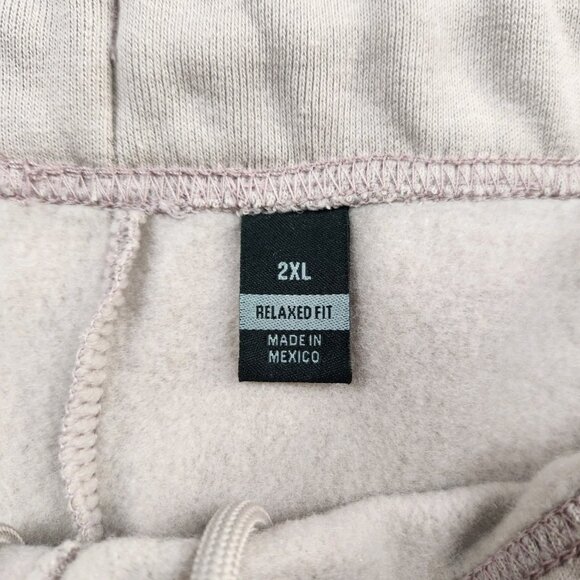 2XL
RELAXED FIT
MADE IN
MEXICO